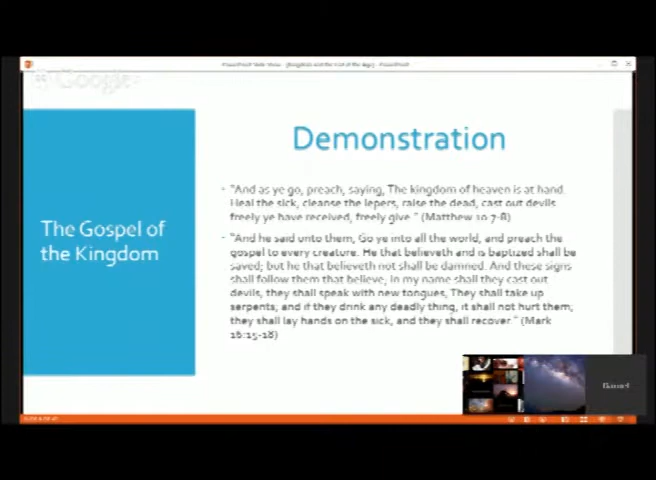 Google
Demonstration
The Gospel of
the Kingdom
"And as ye go, preach, saying, The kingdom of heaven is at hand.
Heal the sick, cleanse the lepers, raise the dead, cast out devils
freely ye have received, freely give." (Matthew 10:7-8)
"And he said unto them, Go ye into all the world, and preach the
gospel to every creature. He that believeth and is baptized shall be
saved; but he that believeth not shall be damned. And these signs
shall follow them that believe, In my name shall they cast out
devils, they shall speak with new tongues, They shall take up
serpents; and if they drink any deadly thing, it shall not hurt them;
they shall lay hands on the sick, and they shall recover." (Mark
16:15-18)